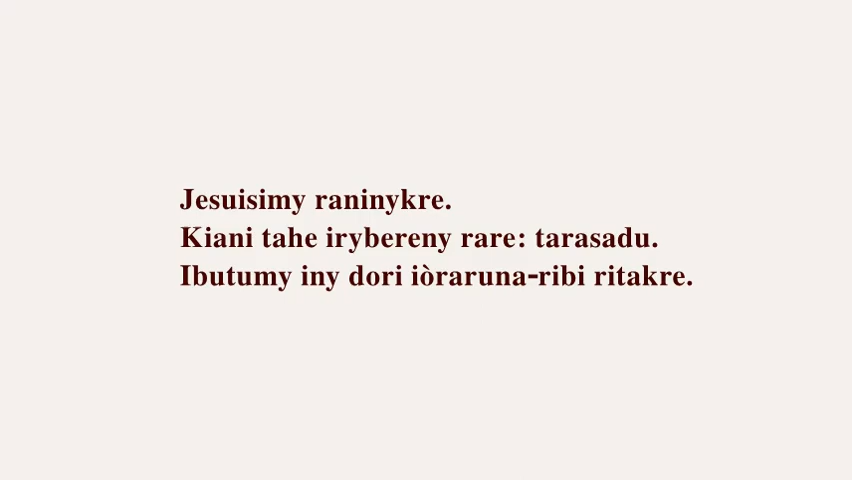 Jesuisimy raninykre.
Kiani tahe irybereny rare: tarasadu.
Ibutumy iny dori iòraruna-ribi ritakre.